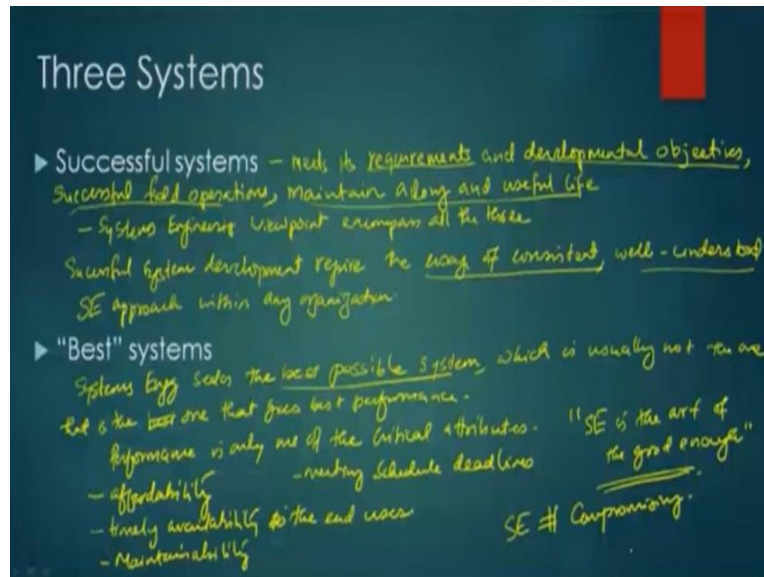 Three Systems
▶ Successful systems – meets its requirements and developmental objectives,
Successful field operations, maintain a long and useful life
– Systems Engineering viewpoint encompass all the three
Successful System development require the of consistent, well-understood
SE approach within any organization.
▶ "Best" systems
Systems Engg seeks the best possible System, which is usually not the one
that is the best one that gives best performance.
Performance is only one of the critical attributes.
"SE is the art of
the good enough"
– affordability
– meeting schedule deadlines
– timely availability to the end users
– Maintainability
SE ≠ Compromising.